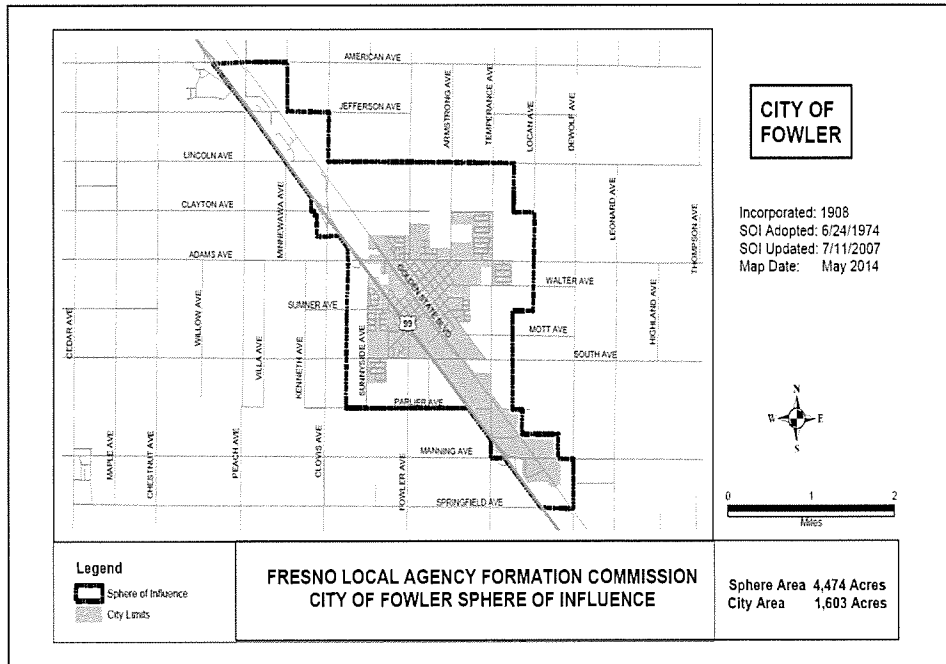 AMERICAN AVE
JEFFERSON AVE
LINCOLN AVE
CLAYTON AVE
ADAMS AVE
SUMNER AVE
WALTER AVE
MOTT AVE
SOUTH AVE
PARLIER AVE
MANNING AVE
SPRINGFIELD AVE
CEDAR AVE
MAPLE AVE
CHESTNUT AVE
WILLOW AVE
PEACH AVE
VILLA AVE
MINNEWAWA AVE
KENNETH AVE
CLOVIS AVE
SUNNYSIDE AVE
FOWLER AVE
ARMSTRONG AVE
TEMPERANCE AVE
LOCAN AVE
DEWOLF AVE
LEONARD AVE
HIGHLAND AVE
THOMPSON AVE
GOLDEN STATE BLVD
99
CITY OF
FOWLER
Incorporated: 1908
SOI Adopted: 6/24/1974
SOI Updated: 7/11/2007
Map Date: May 2014
N
W E
S
0 1 2
Miles
Legend
Sphere of Influence
City Limits
FRESNO LOCAL AGENCY FORMATION COMMISSION
CITY OF FOWLER SPHERE OF INFLUENCE
Sphere Area 4,474 Acres
City Area 1,603 Acres